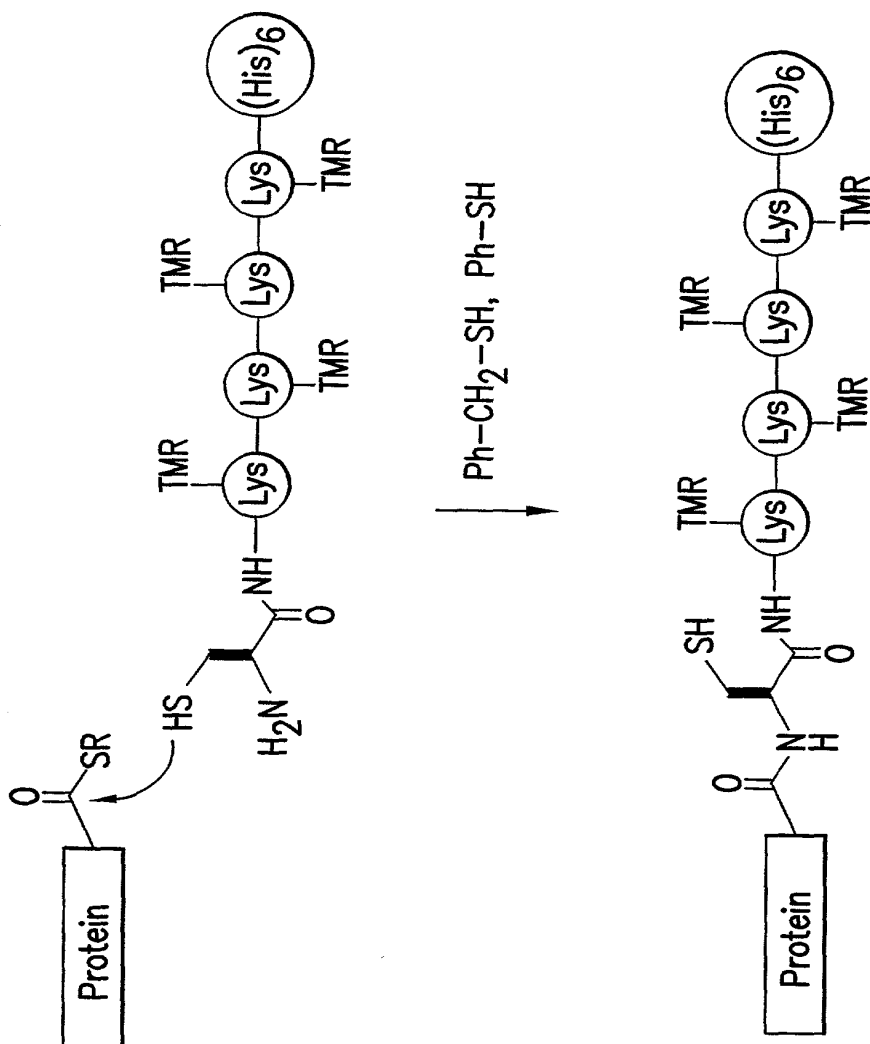 O
Protein SR
HS TMR TMR
NH Lys Lys Lys Lys (His)6
H2N
O TMR TMR
Ph-CH2-SH, Ph-SH
SH TMR TMR
O
NH Lys Lys Lys Lys (His)6
Protein N
H
O TMR TMR